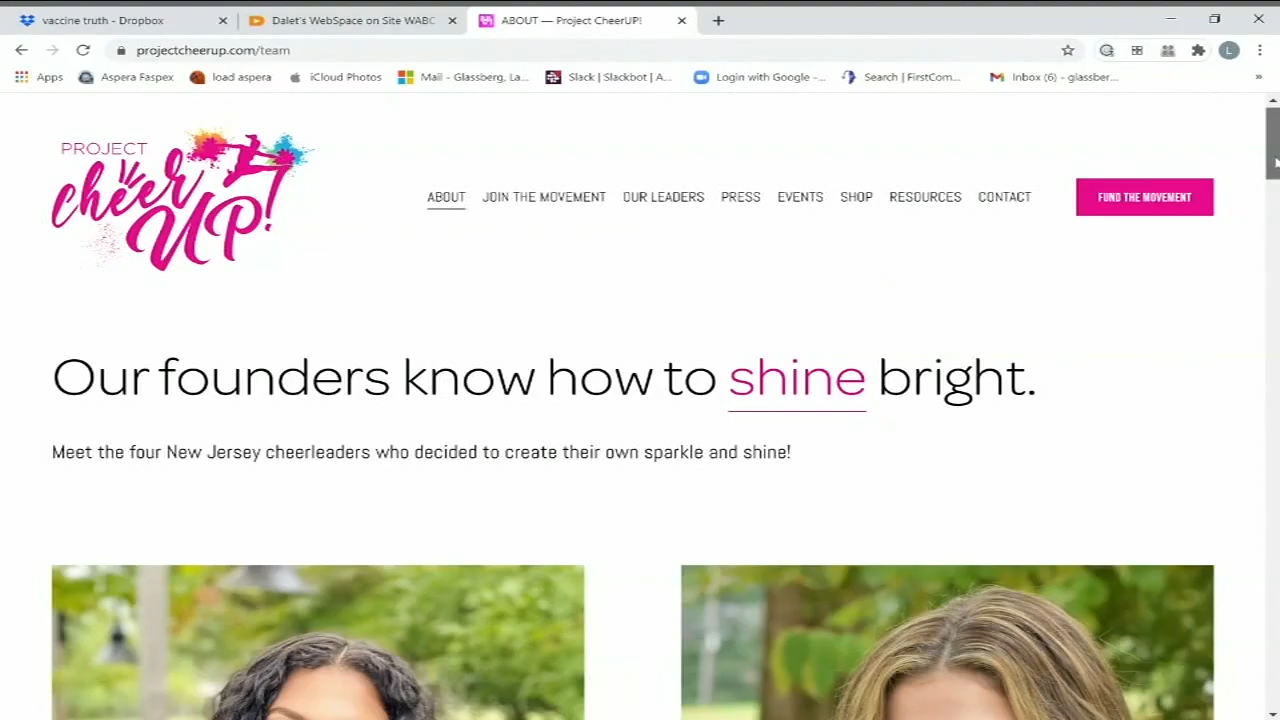 vaccine truth - Dropbox
Dalet's WebSpace on Site WABC
ABOUT — Project CheerUP!
projectcheerup.com/team
Apps
Aspera Faspex
load aspera
iCloud Photos
Mail - Glassberg, La...
Slack | Slackbot | A...
Login with Google -...
Search | FirstCom...
Inbox (6) - glassber...
L
PROJECT
cheer
UP!
ABOUT
JOIN THE MOVEMENT
OUR LEADERS
PRESS
EVENTS
SHOP
RESOURCES
CONTACT
FUND THE MOVEMENT
Our founders know how to shine bright.
Meet the four New Jersey cheerleaders who decided to create their own sparkle and shine!